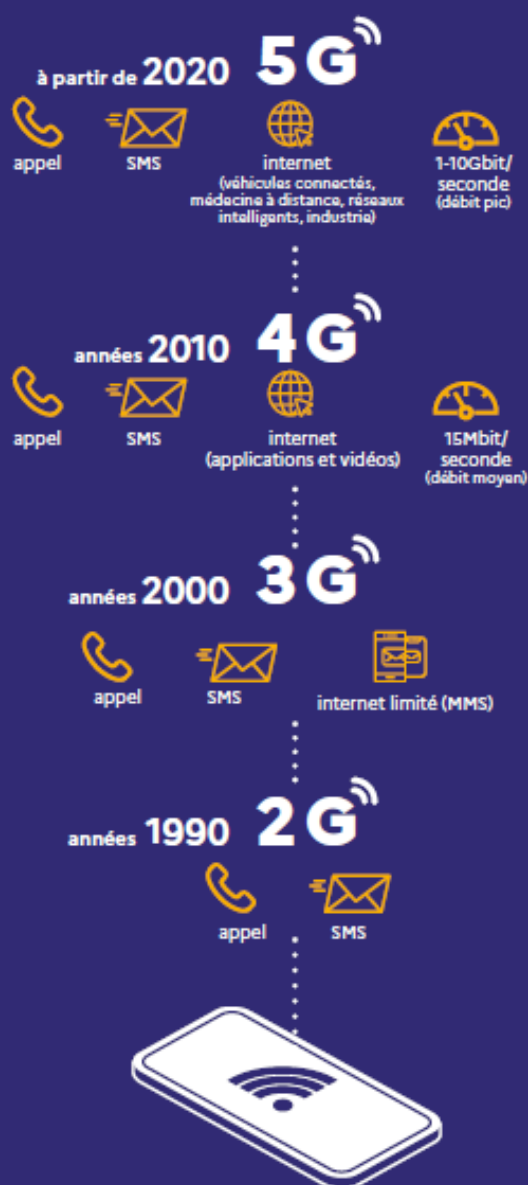 à partir de 2020 5G
appel
SMS
internet
(véhicules connectés,
médecine à distance, réseaux
intelligents, industrie)
1-10Gbit/
seconde
(débit pic)
années 2010 4G
appel
SMS
internet
(applications et vidéos)
15Mbit/
seconde
(débit moyen)
années 2000 3G
appel
SMS
internet limité (MMS)
années 1990 2G
appel
SMS